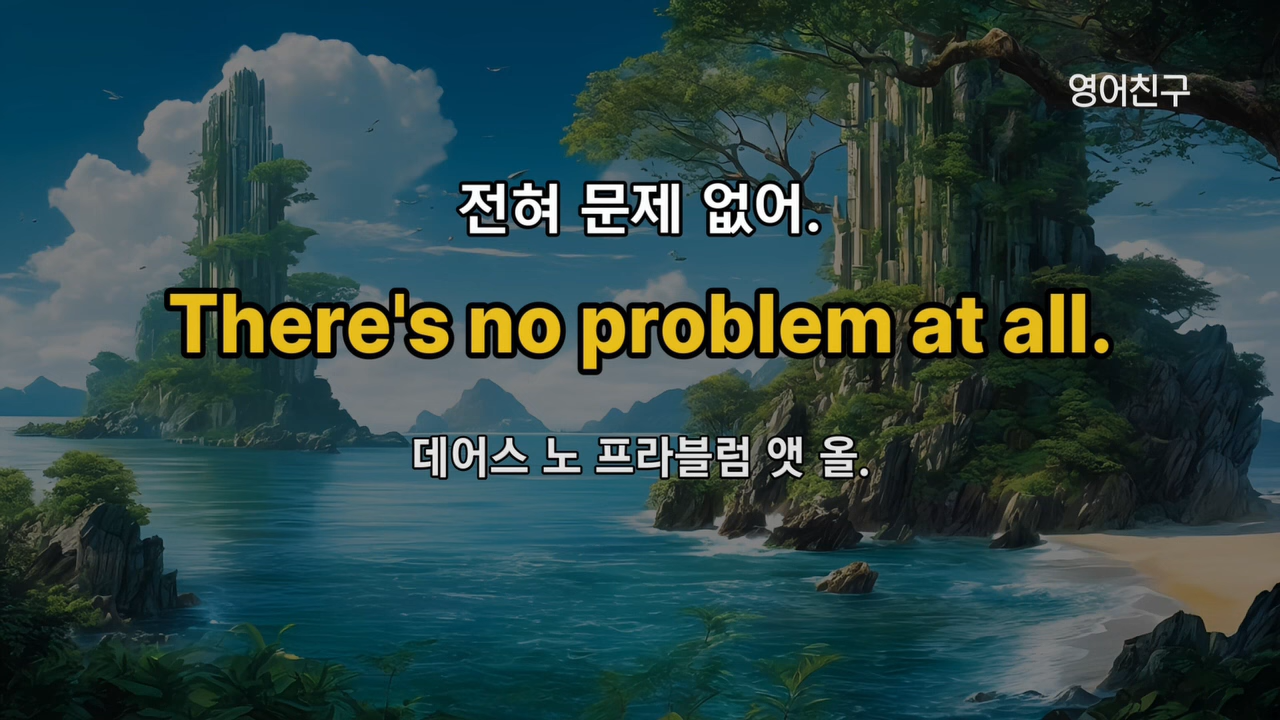 영어친구
전혀 문제 없어.
There's no problem at all.
데어스 노 프라블럼 앳 올.